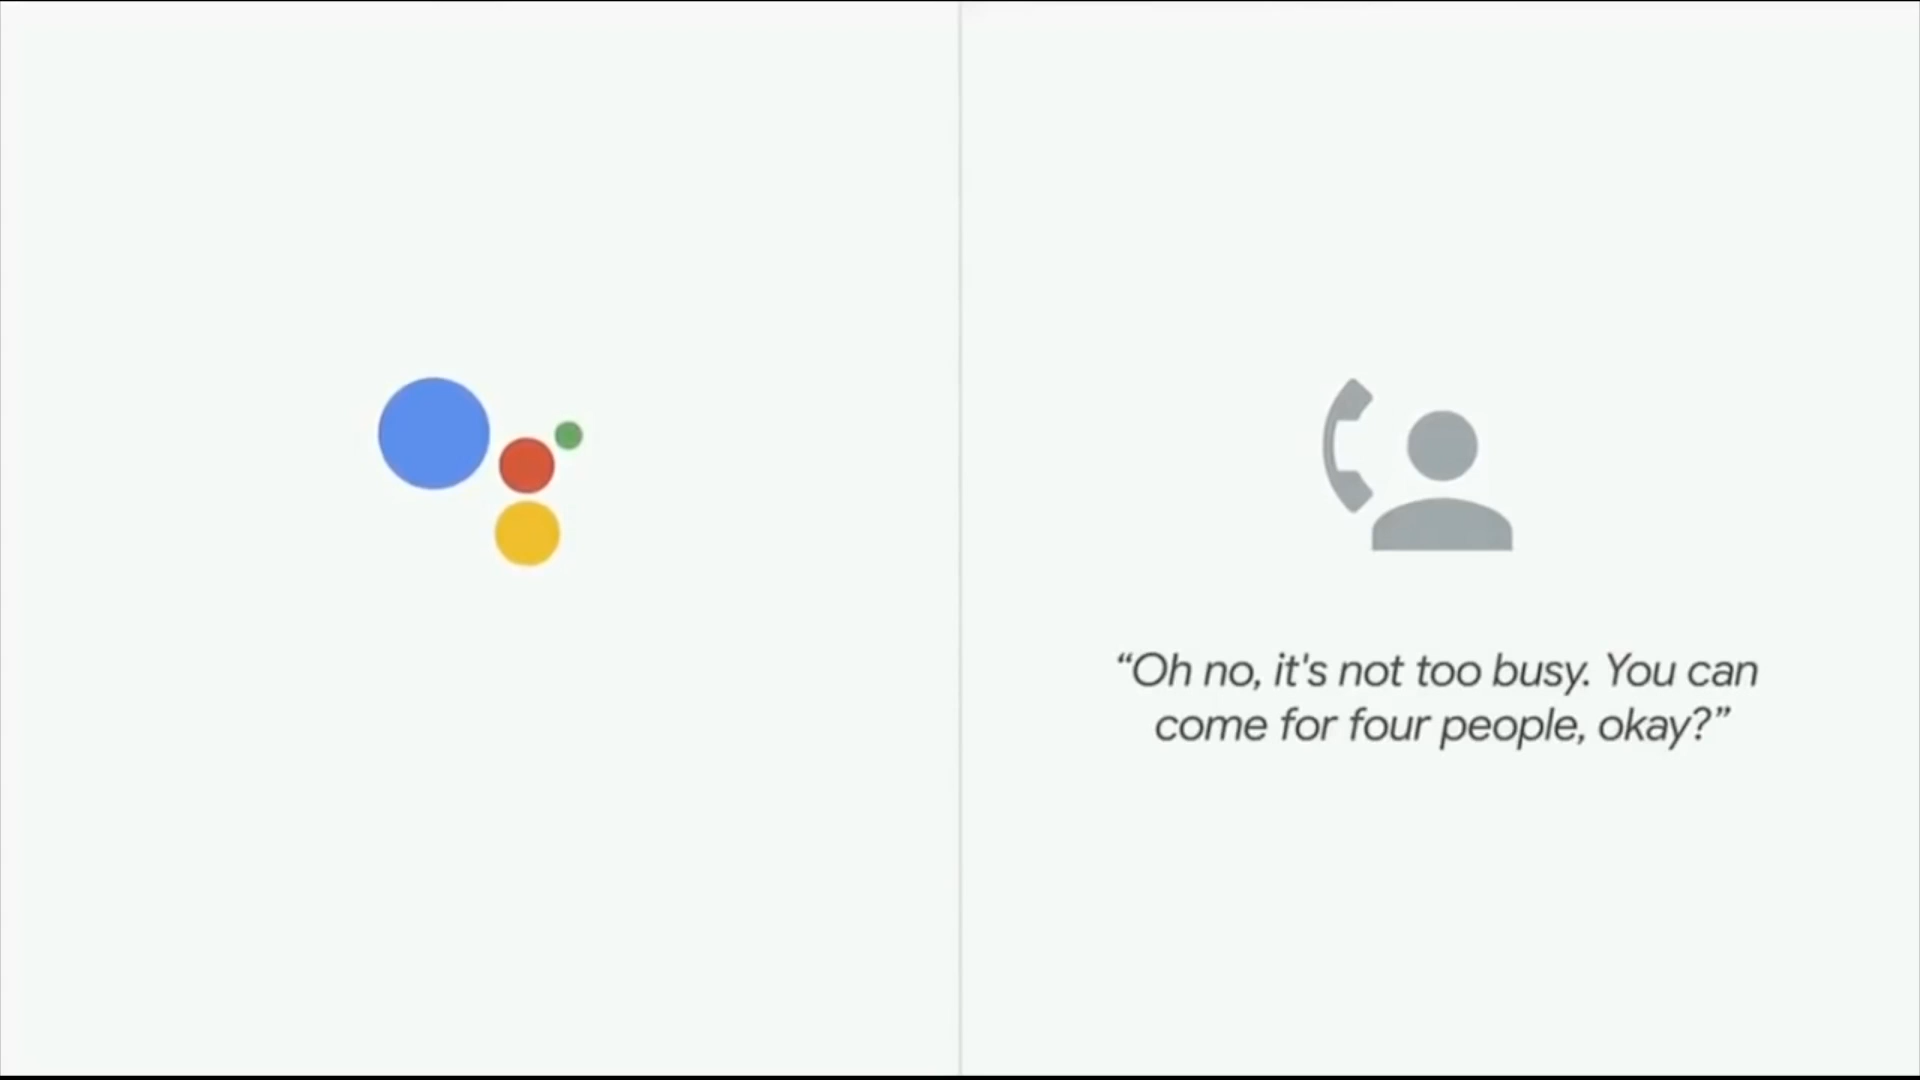 “Oh no, it's not too busy. You can
come for four people, okay?”